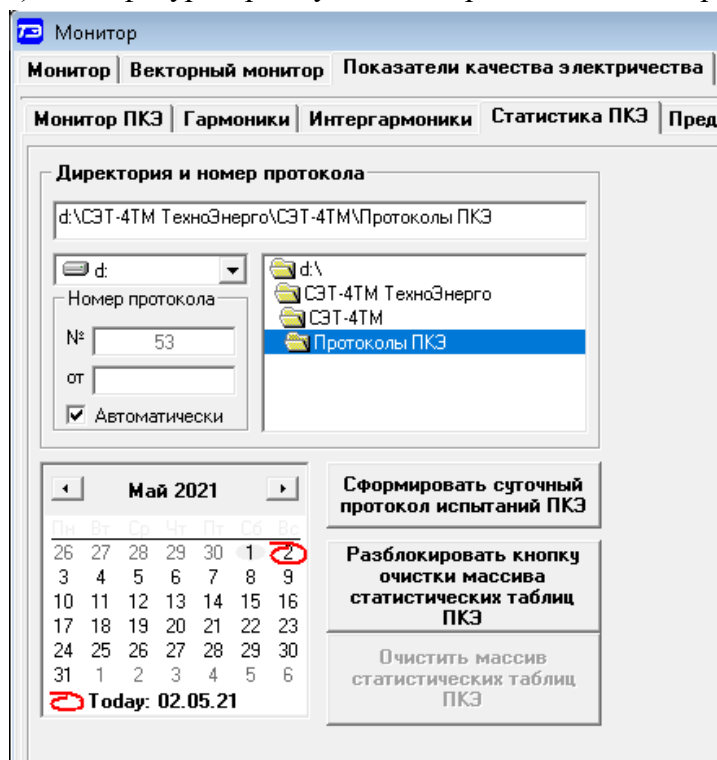 ТЭ Монитор
Монитор Векторный монитор Показатели качества электричества
Монитор ПКЭ Гармоники Интергармоники Статистика ПКЭ Пред
Директория и номер протокола
d:\СЭТ-4ТМ ТехноЭнерго\СЭТ-4ТМ\Протоколы ПКЭ
d:
d:\
СЭТ-4ТМ ТехноЭнерго
СЭТ-4ТМ
Протоколы ПКЭ
Номер протокола
№ 53
от
Автоматически
Май 2021
Пн Вт Ср Чт Пт Сб Вс
26 27 28 29 30 1 2
3 4 5 6 7 8 9
10 11 12 13 14 15 16
17 18 19 20 21 22 23
24 25 26 27 28 29 30
31 1 2 3 4 5 6
Today: 02.05.21
Сформировать суточный
протокол испытаний ПКЭ
Разблокировать кнопку
очистки массива
статистических таблиц
ПКЭ
Очистить массив
статистических таблиц
ПКЭ